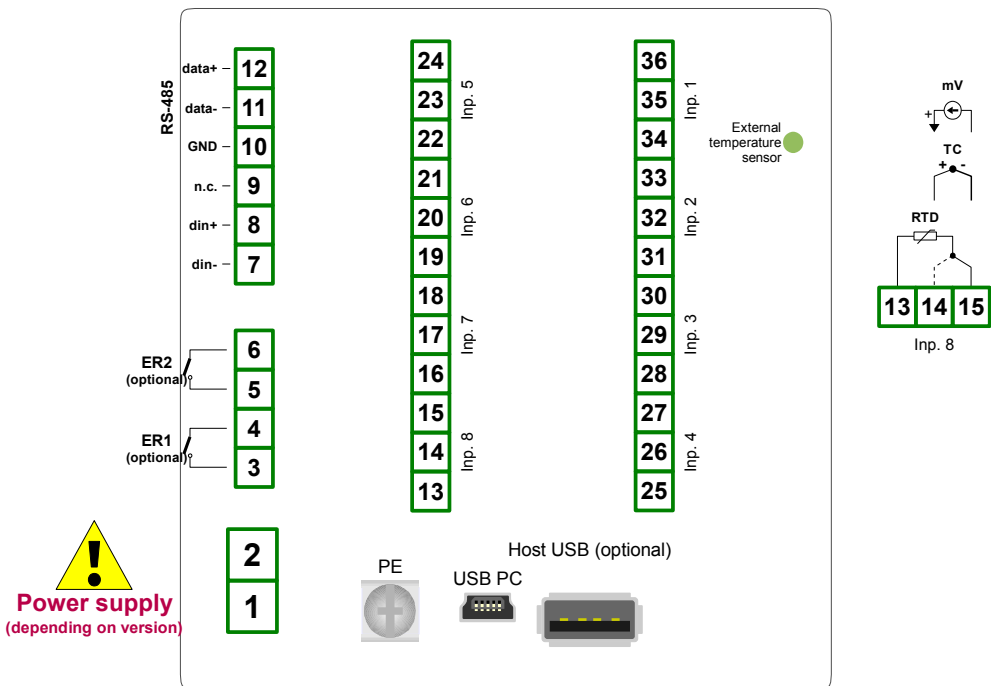 RS-485
data+
12
data-
11
GND
10
n.c.
9
din+
8
din-
7
ER2
(optional)
6
5
ER1
(optional)
4
3
Power supply
(depending on version)
2
1
24
23
22
Inp. 5
21
20
19
Inp. 6
18
17
16
Inp. 7
15
14
13
Inp. 8
36
35
34
Inp. 1
33
32
31
Inp. 2
30
29
28
Inp. 3
27
26
25
Inp. 4
External
temperature
sensor
PE
USB PC
Host USB (optional)
mV
+
TC
+ -
RTD
13 14 15
Inp. 8